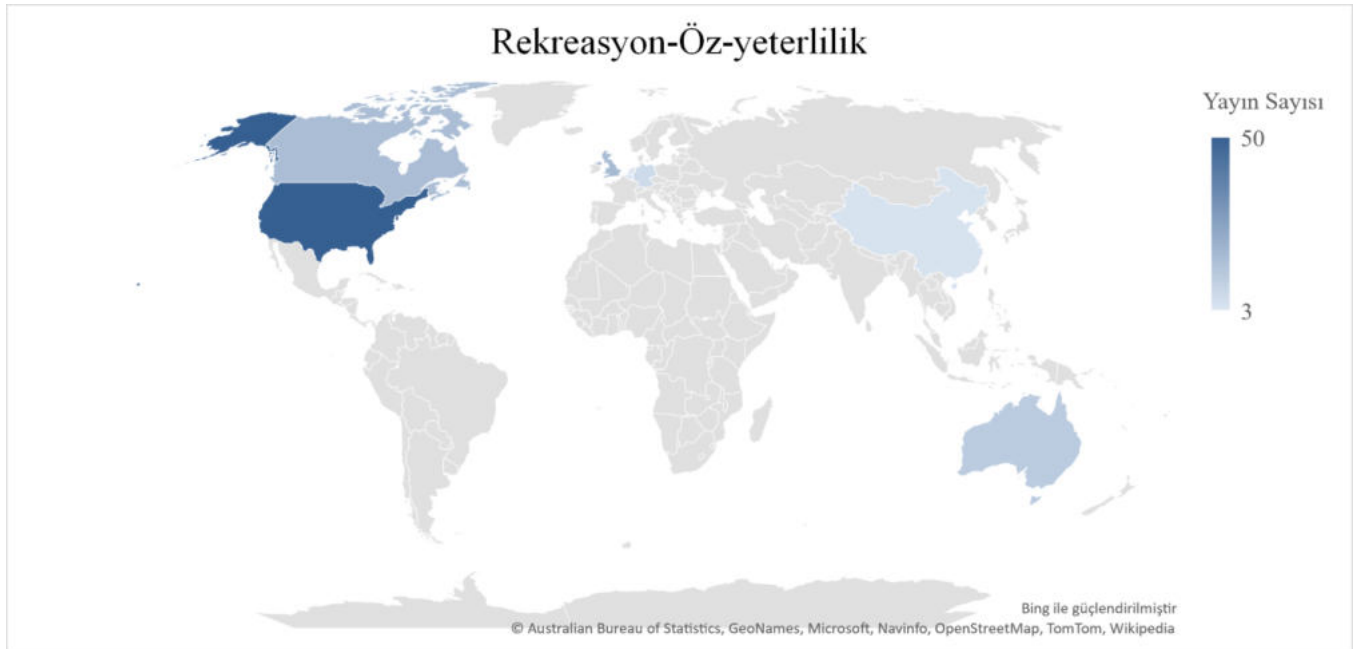 Rekreasyon-Öz-yeterlilik
Yayın Sayısı
50
3
Bing ile güçlendirilmiştir
© Australian Bureau of Statistics, GeoNames, Microsoft, Navinfo, OpenStreetMap, TomTom, Wikipedia